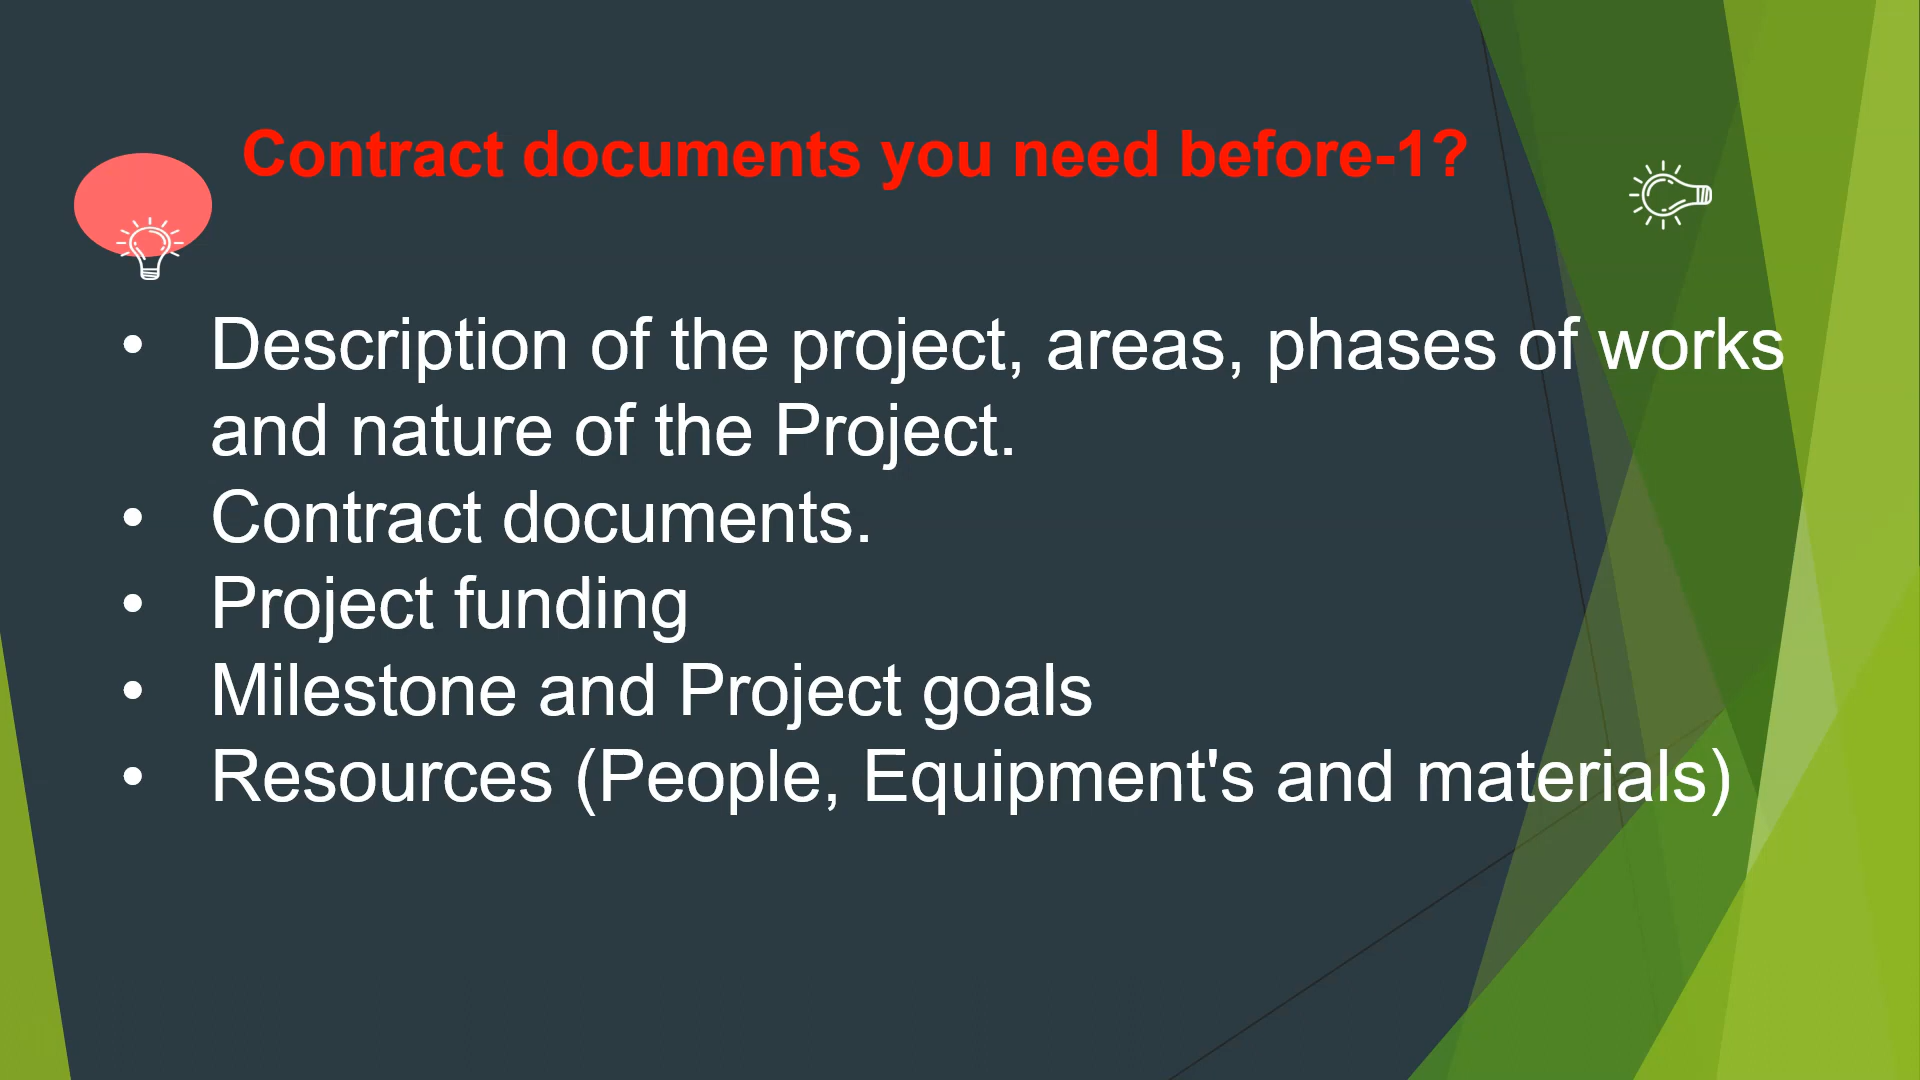 Contract documents you need before-1?
• Description of the project, areas, phases of works
and nature of the Project.
• Contract documents.
• Project funding
• Milestone and Project goals
• Resources (People, Equipment's and materials)